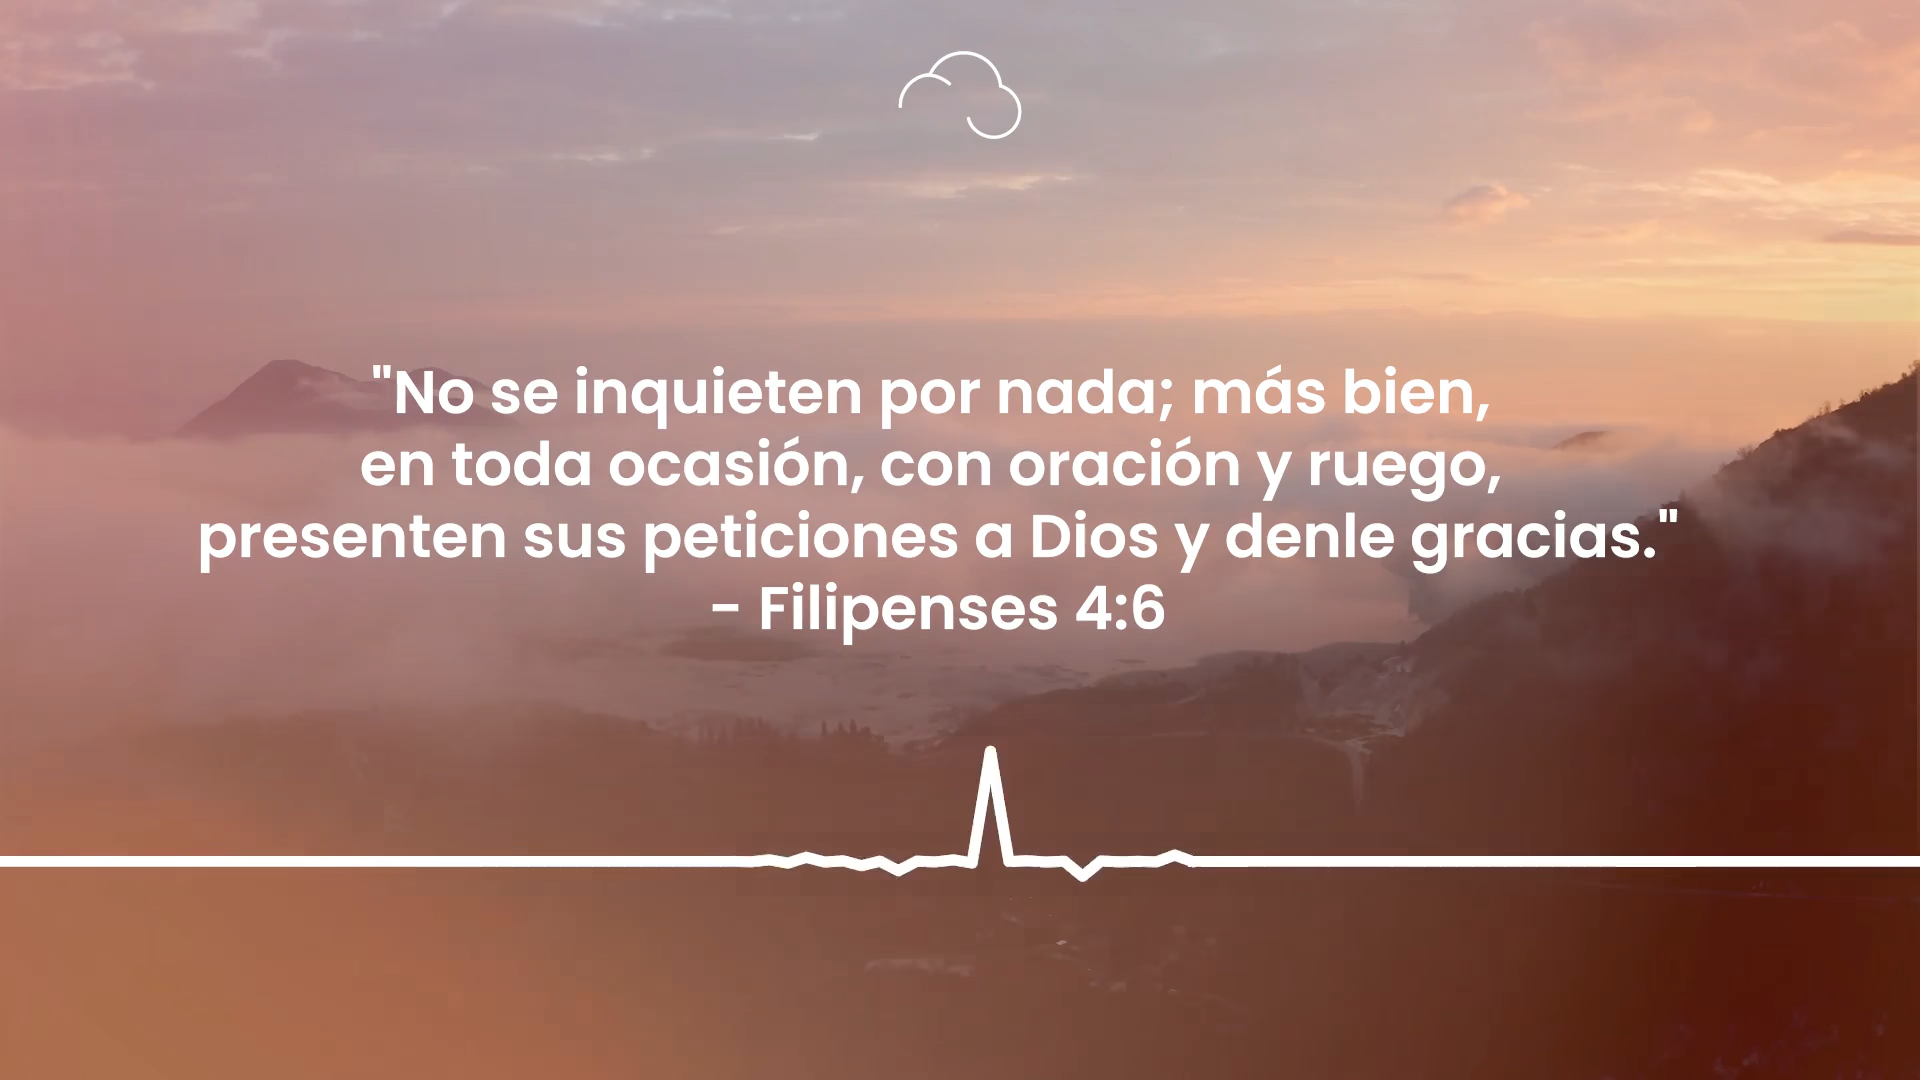 "No se inquieten por nada; más bien,
en toda ocasión, con oración y ruego,
presenten sus peticiones a Dios y denle gracias."
- Filipenses 4:6